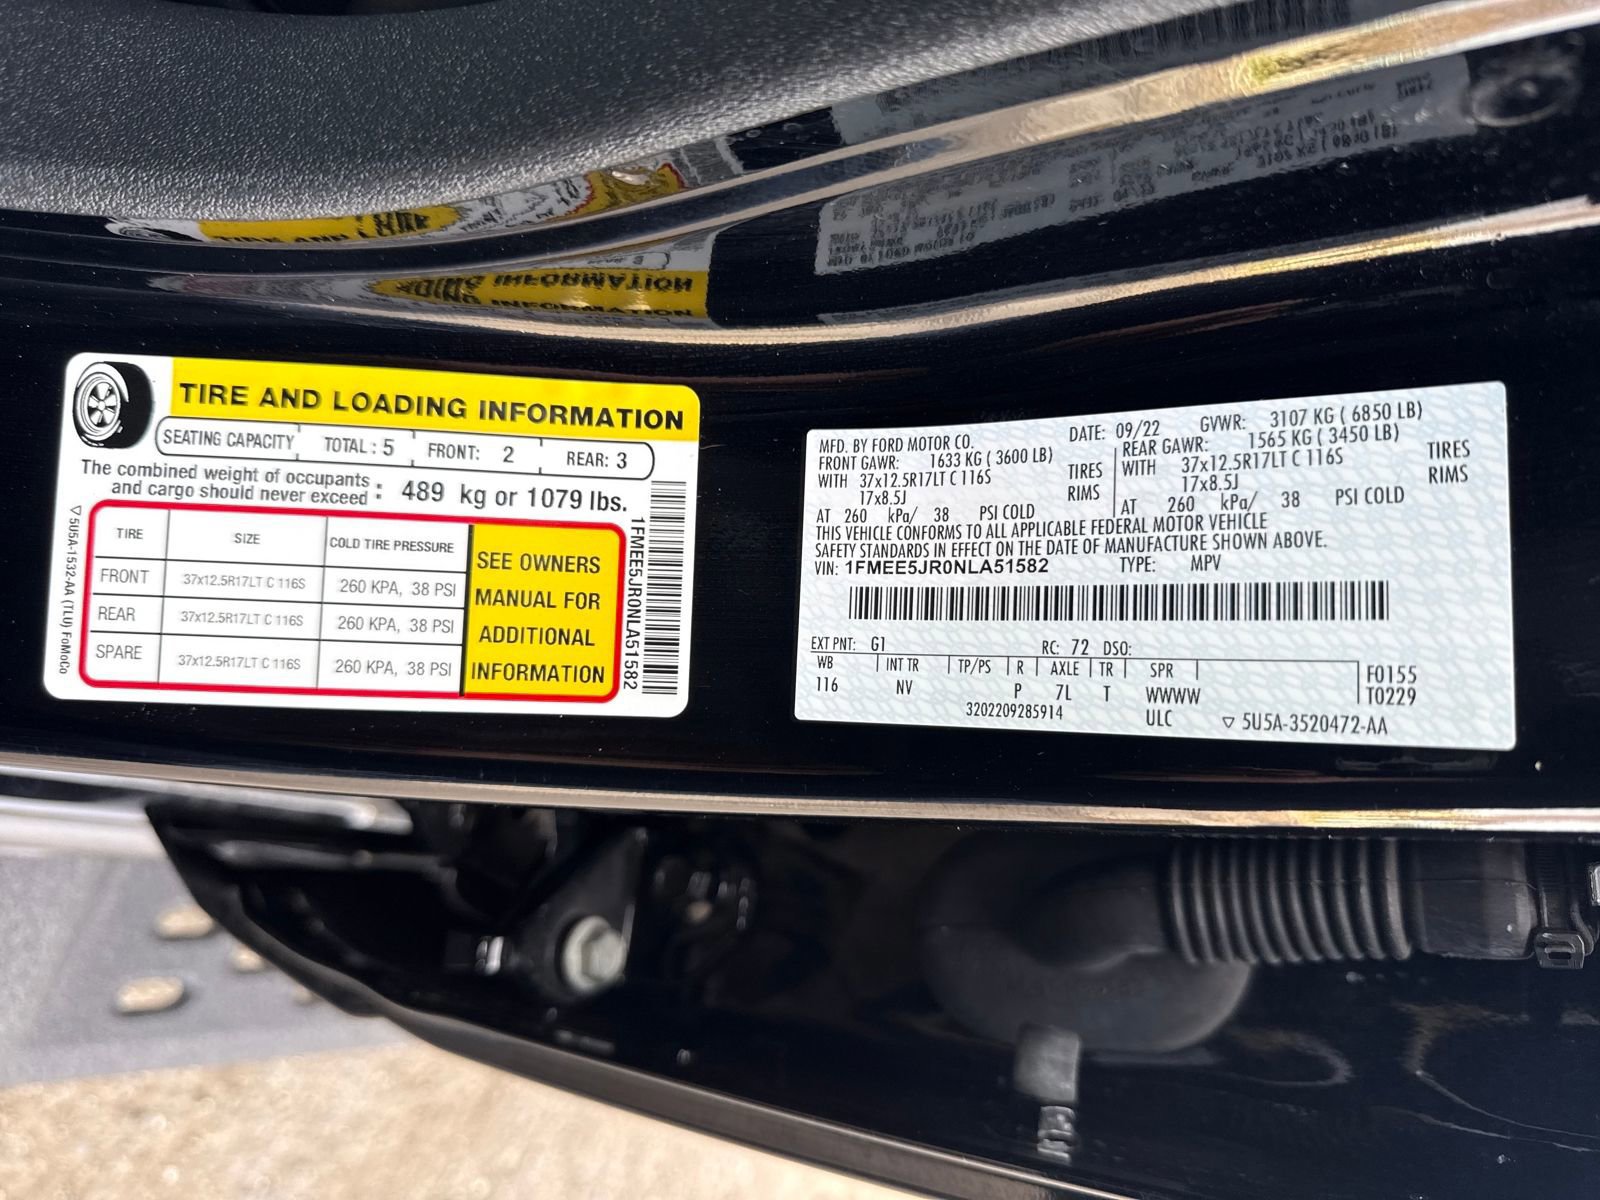 TIRE AND LOADING INFORMATION
SEATING CAPACITY TOTAL : 5 FRONT: 2 REAR: 3
The combined weight of occupants
and cargo should never exceed : 489 kg or 1079 lbs.
TIRE SIZE COLD TIRE PRESSURE
FRONT 37x12.5R17LT C 116S 260 KPA, 38 PSI
REAR 37x12.5R17LT C 116S 260 KPA, 38 PSI
SPARE 37x12.5R17LT C 116S 260 KPA, 38 PSI
SEE OWNERS
MANUAL FOR
ADDITIONAL
INFORMATION
5U5A-1532-AA (TLU) FoMoCo
1FMEE5JR0NLA51582
MFD. BY FORD MOTOR CO. DATE: 09/22 GVWR: 3107 KG ( 6850 LB)
FRONT GAWR: 1633 KG ( 3600 LB) REAR GAWR: 1565 KG ( 3450 LB)
WITH 37x12.5R17LT C 116S TIRES WITH 37x12.5R17LT C 116S TIRES
17x8.5J RIMS 17x8.5J RIMS
AT 260 kPa/ 38 PSI COLD AT 260 kPa/ 38 PSI COLD
THIS VEHICLE CONFORMS TO ALL APPLICABLE FEDERAL MOTOR VEHICLE
SAFETY STANDARDS IN EFFECT ON THE DATE OF MANUFACTURE SHOWN ABOVE.
VIN: 1FMEE5JR0NLA51582 TYPE: MPV
EXT PNT: G1 RC: 72 DSO:
WB INT TR TP/PS R AXLE TR SPR F0155
116 NV P 7L T WWWW T0229
3202209285914 ULC 5U5A-3520472-AA